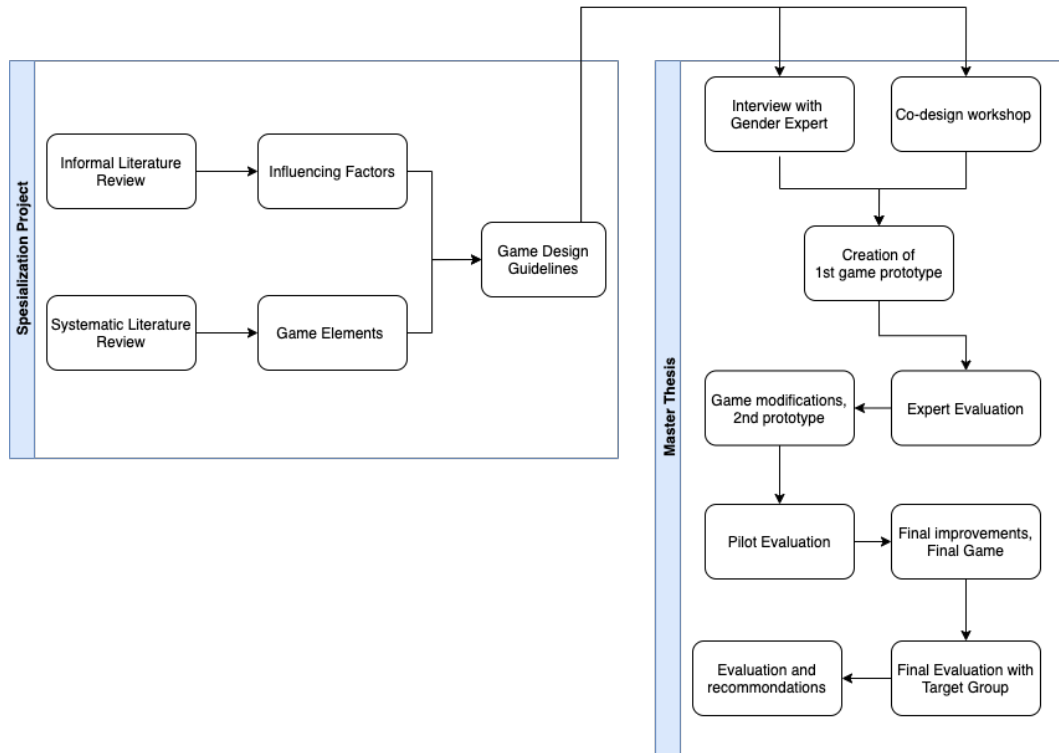 Spesialization Project
Informal Literature
Review
Influencing Factors
Systematic Literature
Review
Game Elements
Game Design
Guidelines
Master Thesis
Interview with
Gender Expert
Co-design workshop
Creation of
1st game prototype
Expert Evaluation
Game modifications,
2nd prototype
Pilot Evaluation
Final improvements,
Final Game
Final Evaluation with
Target Group
Evaluation and
recommondations